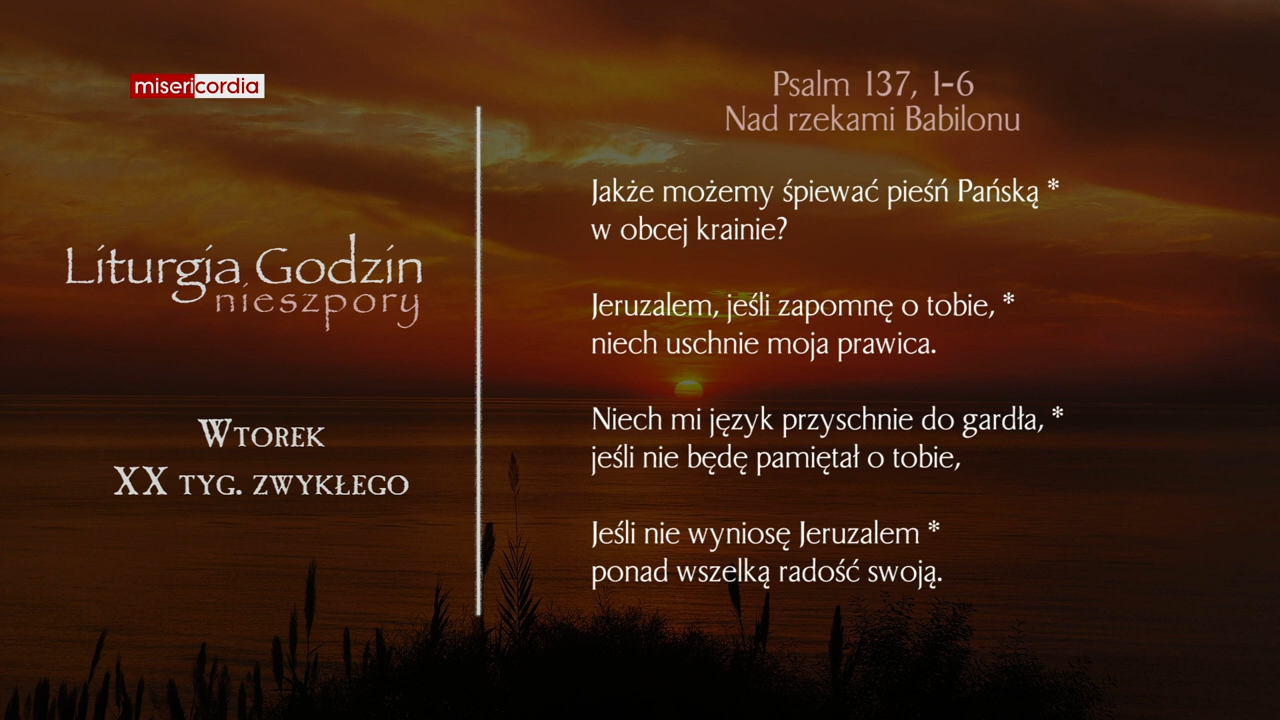 misericordia
Liturgia Godzin
nieszpory
Wtorek
XX tyg. zwykłego
Psalm 137, 1-6
Nad rzekami Babilonu
Jakże możemy śpiewać pieśń Pańską *
w obcej krainie?
Jeruzalem, jeśli zapomnę o tobie, *
niech uschnie moja prawica.
Niech mi język przyschnie do gardła, *
jeśli nie będę pamiętał o tobie,
Jeśli nie wyniosę Jeruzalem *
ponad wszelką radość swoją.